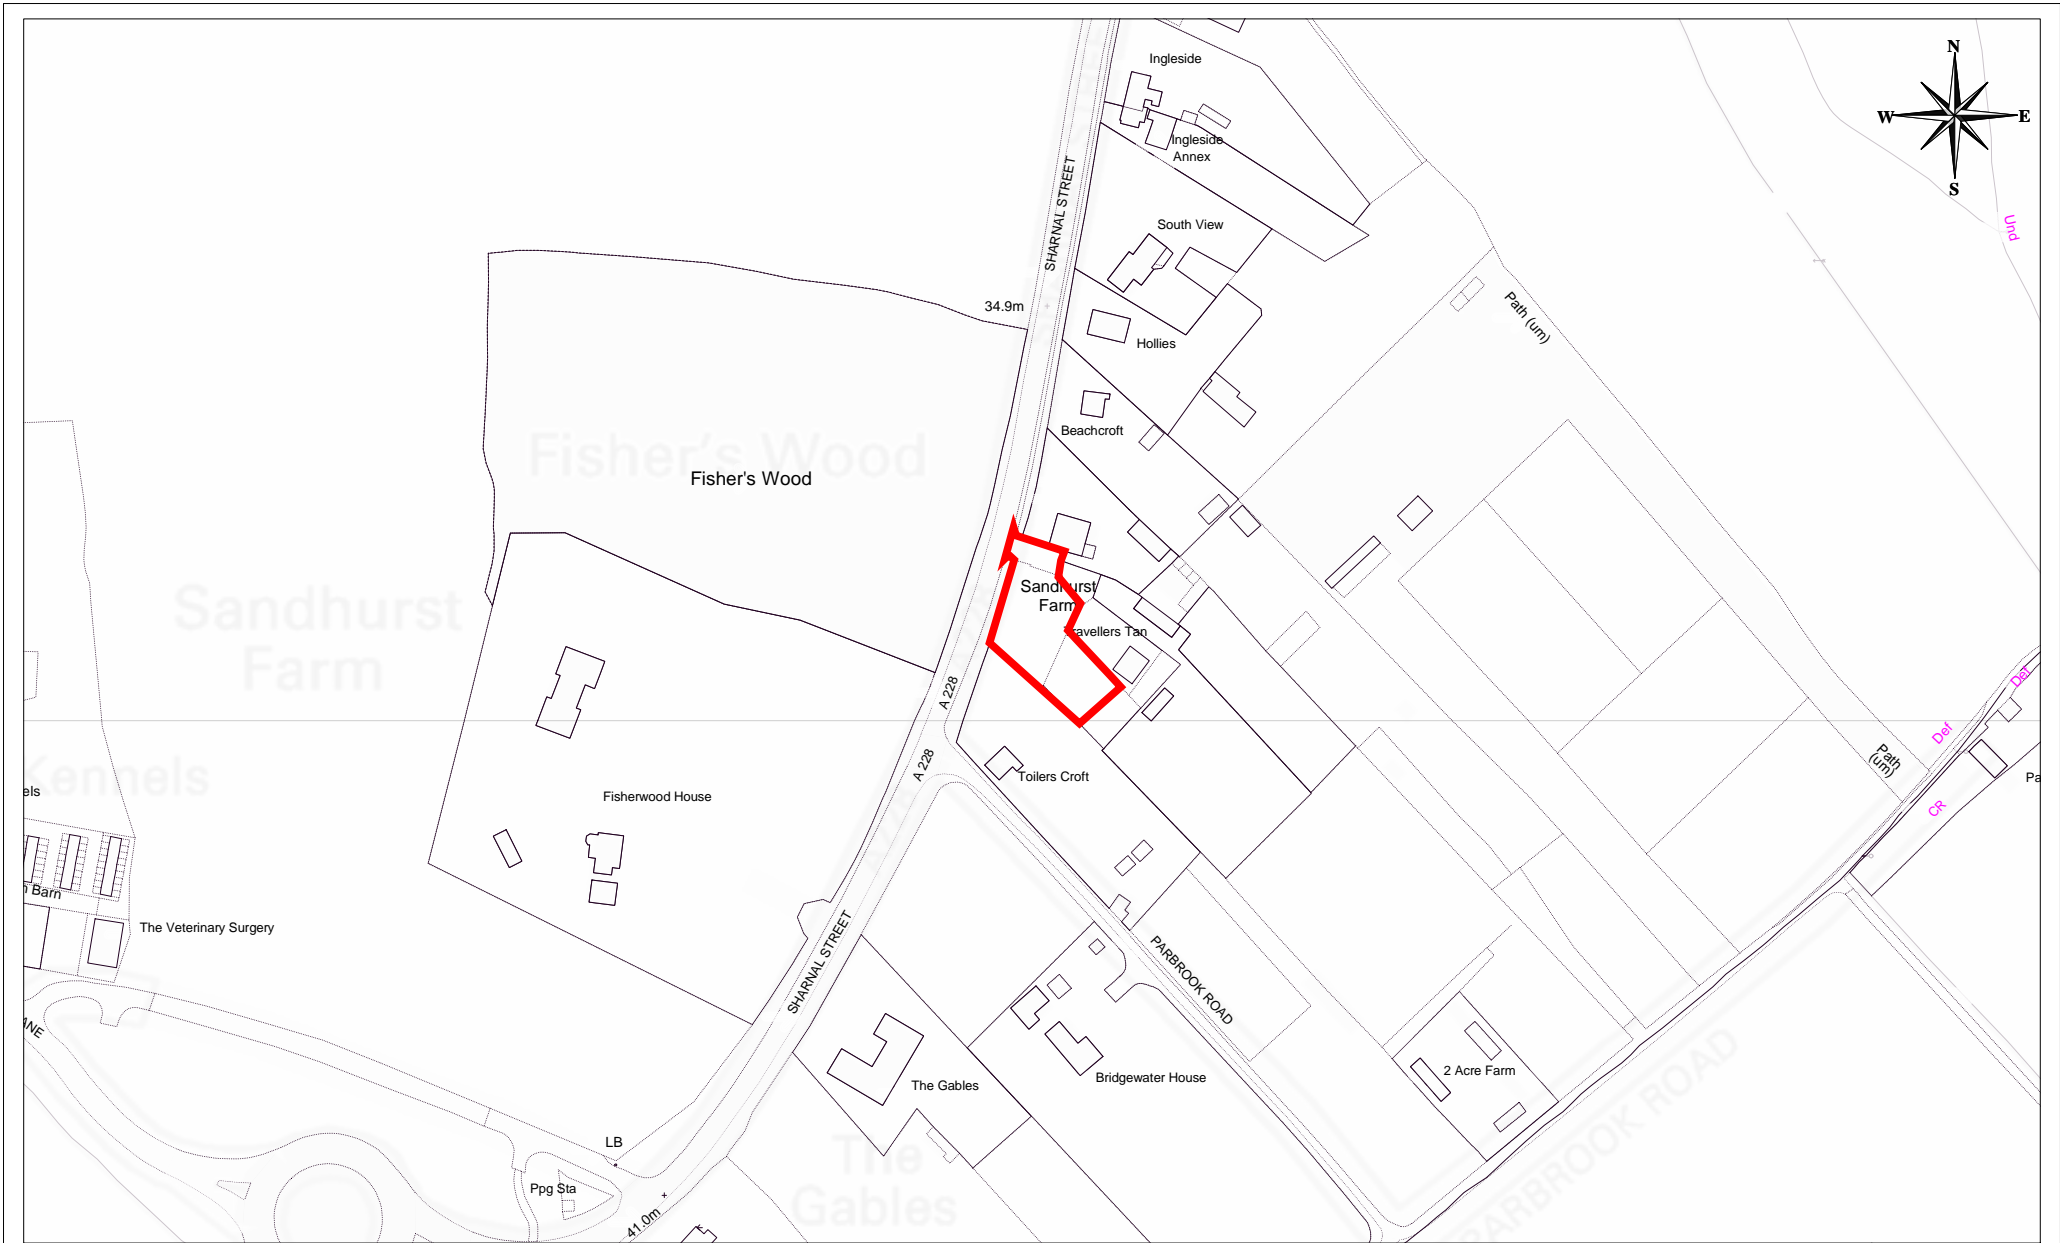 N
W
E
S
Ingleside
Ingleside
Annex
SHARNAL STREET
South View
Und
34.9m
Path (um)
Hollies
Beachcroft
Fisher's Wood
Fisher's Wood
Sandhurst
Farm
Sandhurst
Farm
Travellers Tan
Def
A 228
Def
Path
(um)
A 228
Toilers Croft
Kennels
els
Fisherwood House
Pa
CR
Barn
The Veterinary Surgery
SHARNAL STREET
PARBROOK ROAD
ANE
The Gables
Bridgewater House
2 Acre Farm
PARBROOK ROAD
LB
The
Gables
Ppg Sta
41.0m